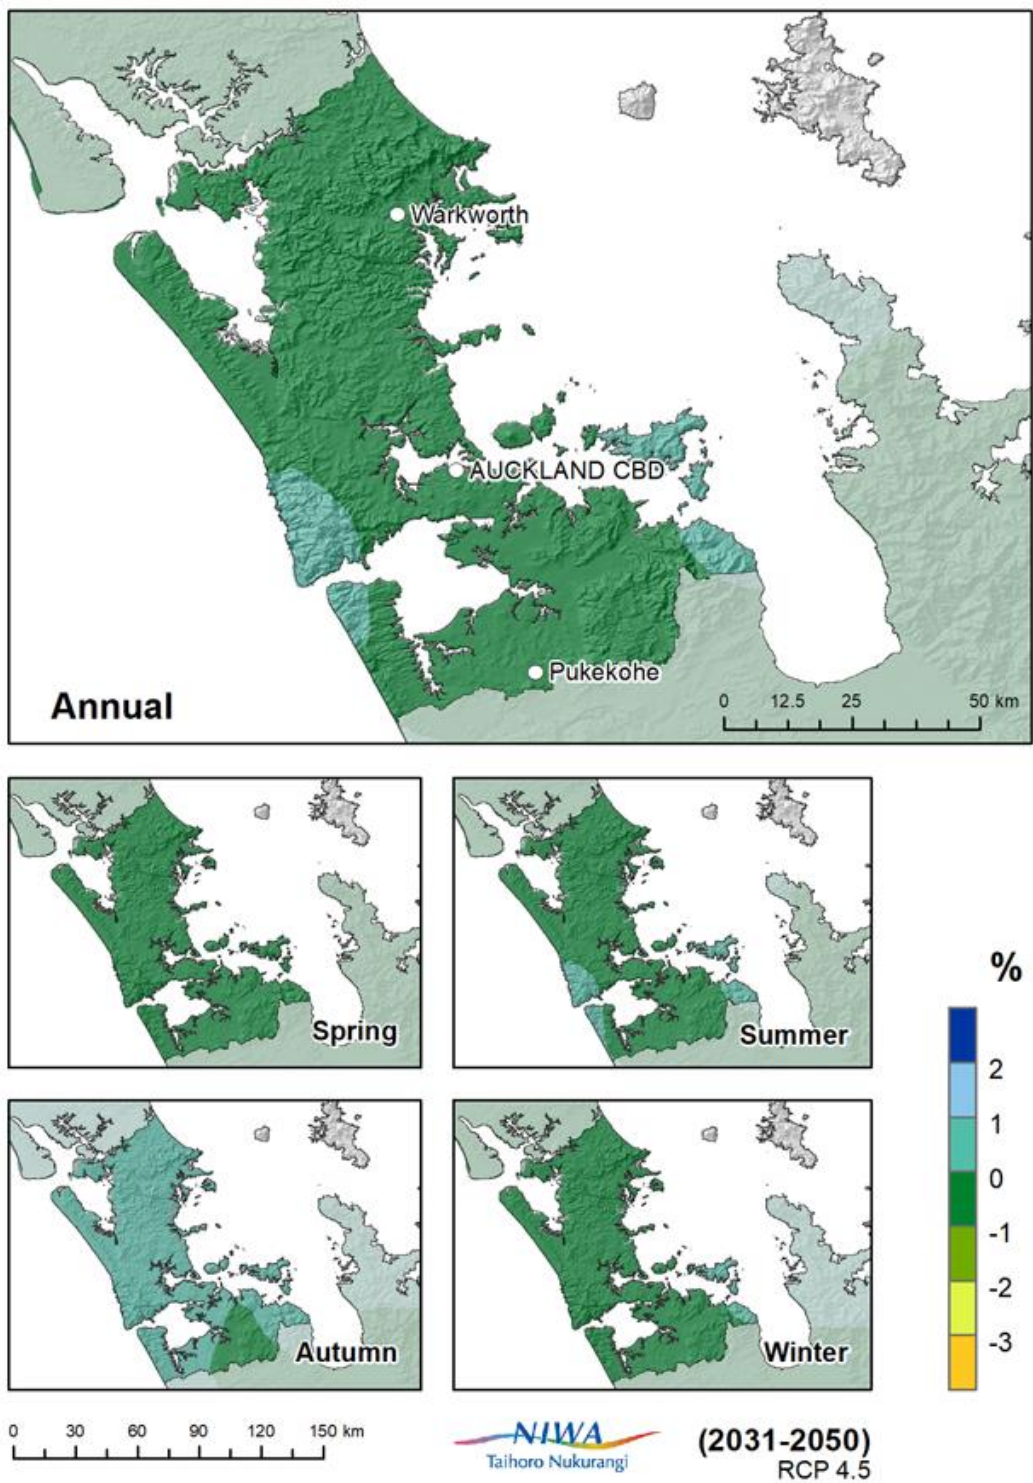 Warkworth
AUCKLAND CBD
Pukekohe
Annual
0 12.5 25 50 km
Spring
Summer
%
2
1
0
-1
-2
-3
Autumn
Winter
0 30 60 90 120 150 km
NIWA
Taihoro Nukurangi
(2031-2050)
RCP 4.5